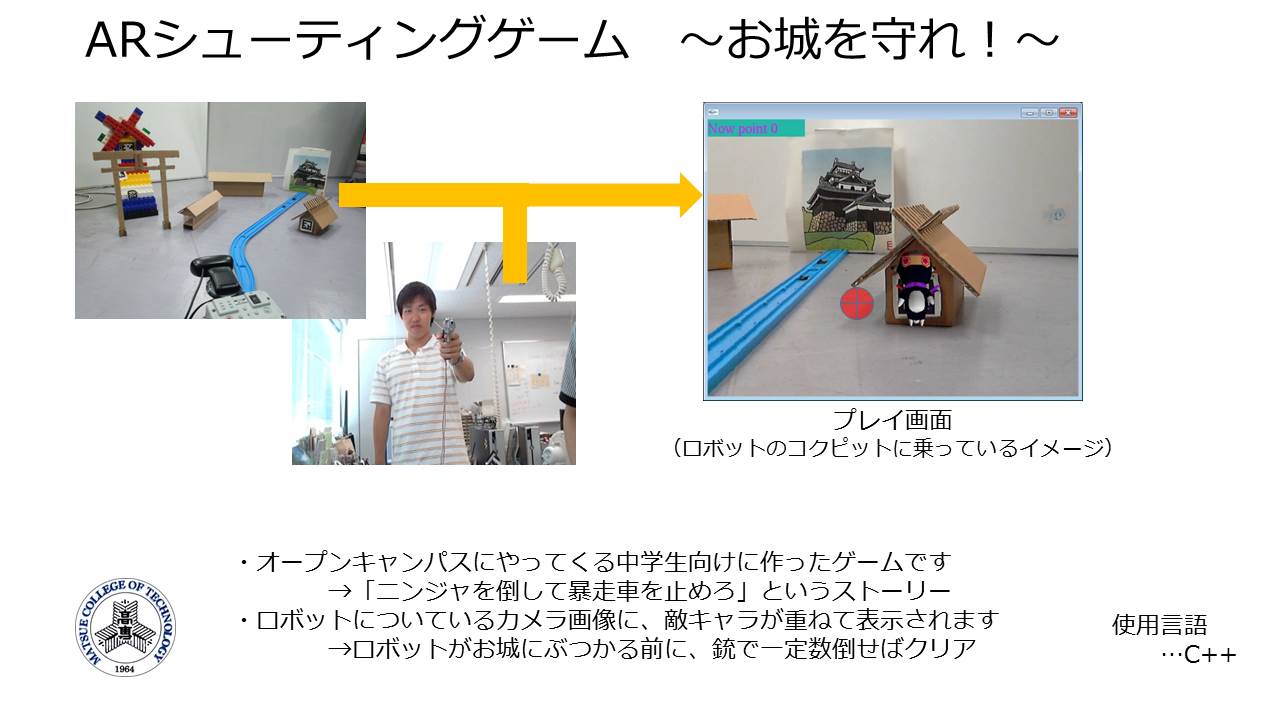 ARシューティングゲーム　～お城を守れ！～
Now point 0
プレイ画面
（ロボットのコクピットに乗っているイメージ）
・オープンキャンパスにやってくる中学生向けに作ったゲームです
→「ニンジャを倒して暴走車を止めろ」というストーリー
・ロボットについているカメラ画像に、敵キャラが重ねて表示されます
→ロボットがお城にぶつかる前に、銃で一定数倒せばクリア
使用言語
…C++
MATSUE COLLEGE OF TECHNOLOGY
高専
1964